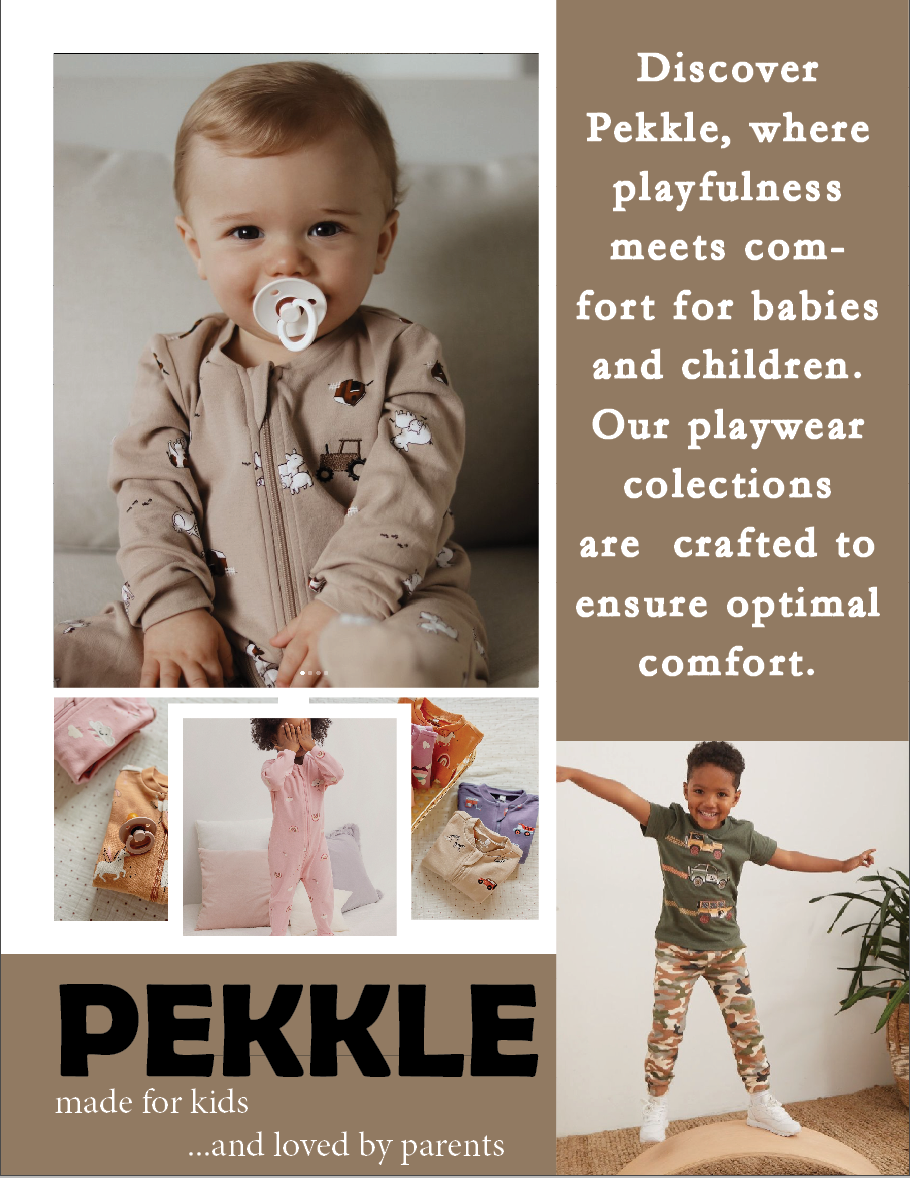 Discover
Pekkle, where
playfulness
meets com-
fort for babies
and children.
Our playwear
colections
are  crafted to
ensure optimal
comfort.
PEKKLE
made for kids
...and loved by parents